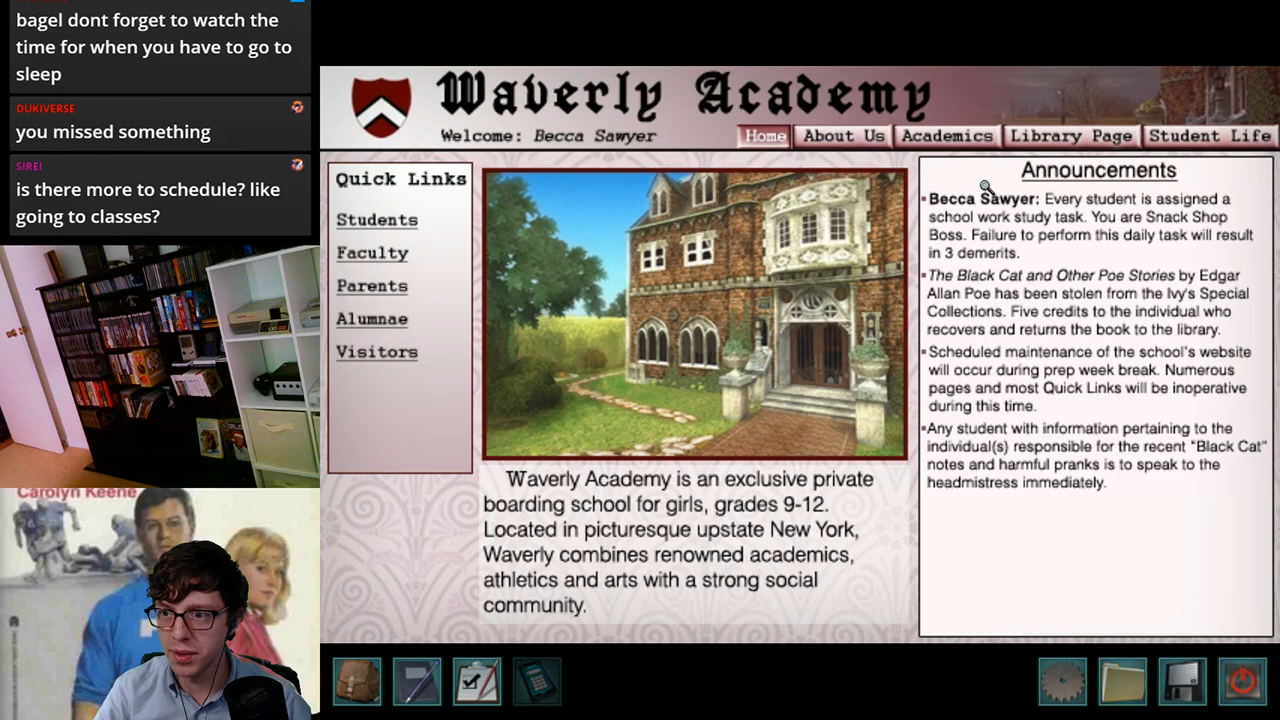 bagel dont forget to watch the
time for when you have to go to
sleep
DUKIVERSE
you missed something
SIREI
is there more to schedule? like
going to classes?
Carolyn Keene
Waverly Academy
Welcome: Becca Sawyer
Home
About Us
Academics
Library Page
Student Life
Quick Links
Students
Faculty
Parents
Alumnae
Visitors
Waverly Academy is an exclusive private
boarding school for girls, grades 9-12.
Located in picturesque upstate New York,
Waverly combines renowned academics,
athletics and arts with a strong social
community.
Announcements
Becca Sawyer: Every student is assigned a
school work study task. You are Snack Shop
Boss. Failure to perform this daily task will result
in 3 demerits.
The Black Cat and Other Poe Stories by Edgar
Allan Poe has been stolen from the Ivy's Special
Collections. Five credits to the individual who
recovers and returns the book to the library.
Scheduled maintenance of the school's website
will occur during prep week break. Numerous
pages and most Quick Links will be inoperative
during this time.
Any student with information pertaining to the
individual(s) responsible for the recent "Black Cat"
notes and harmful pranks is to speak to the
headmistress immediately.